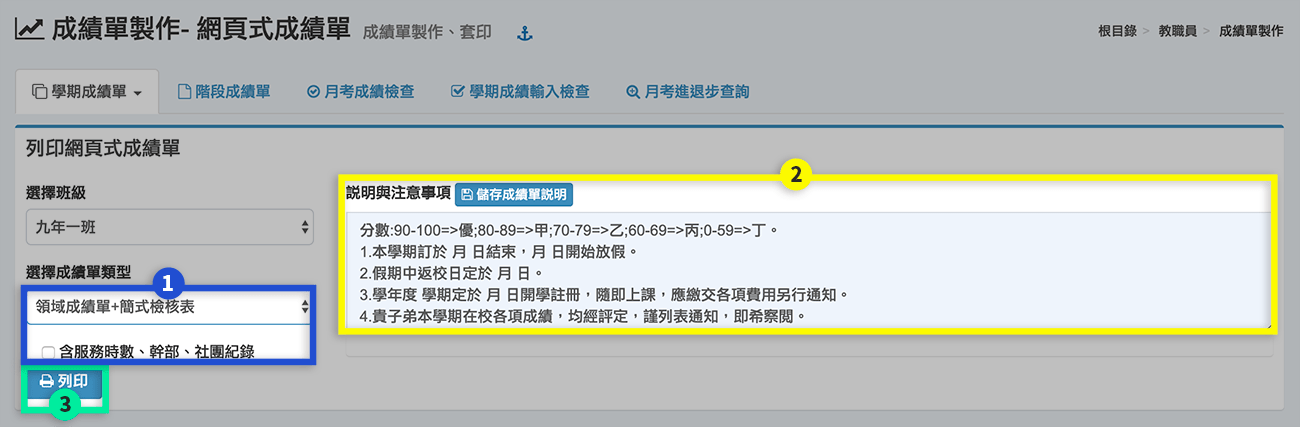 成績單製作- 網頁式成績單 成績單製作、套印
根目錄 > 教職員 > 成績單製作
學期成績單 階段成績單 月考成績檢查 學期成績輸入檢查 月考進退步查詢
列印網頁式成績單
選擇班級
九年一班
選擇成績單類型
1
領域成績單+簡式檢核表
含服務時數、幹部、社團紀錄
列印
3
2
說明與注意事項 儲存成績單說明
分數:90-100=>優;80-89=>甲;70-79=>乙;60-69=>丙;0-59=>丁。
1.本學期訂於 月 日結束，月 日開始放假。
2.假期中返校日定於 月 日。
3.學年度 學期定於 月 日開學註冊，隨即上課，應繳交各項費用另行通知。
4.貴子弟本學期在校各項成績，均經評定，謹列表通知，即希察閱。